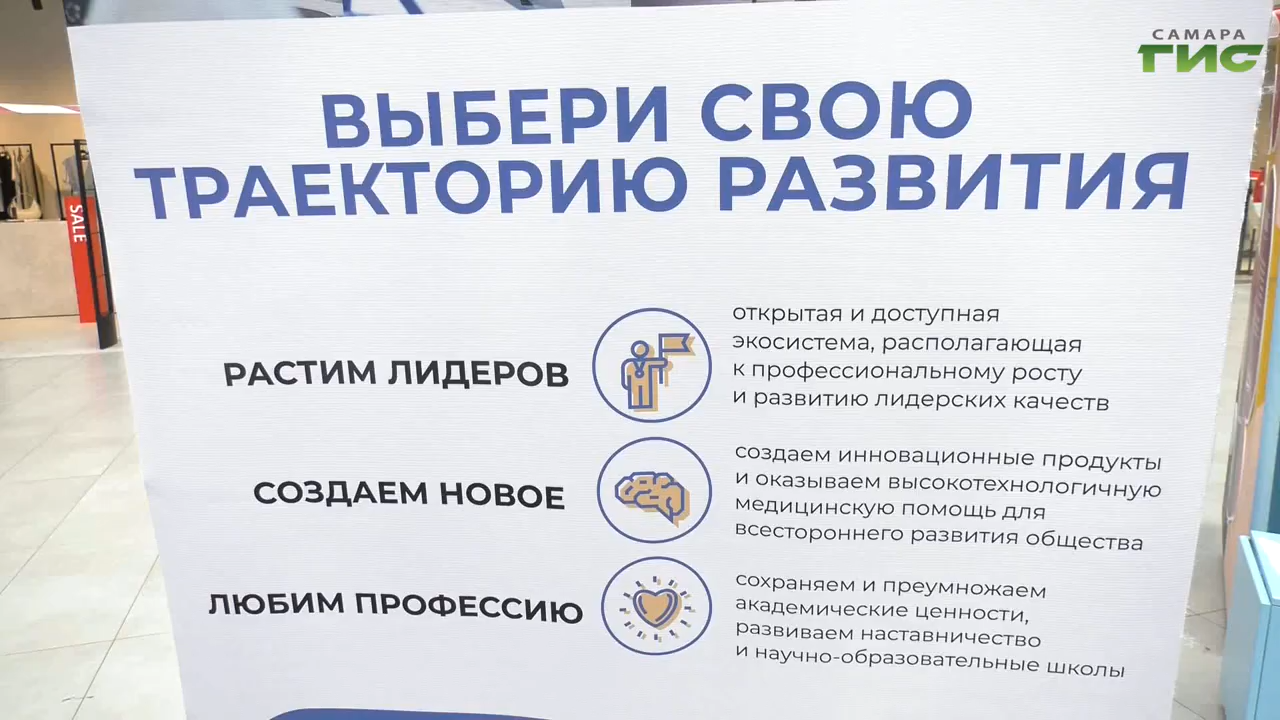 САМАРА
ГИС
SALE
ВЫБЕРИ СВОЮ
ТРАЕКТОРИЮ РАЗВИТИЯ
РАСТИМ ЛИДЕРОВ
открытая и доступная
экосистема, располагающая
к профессиональному росту
и развитию лидерских качеств
СОЗДАЕМ НОВОЕ
создаем инновационные продукты
и оказываем высокотехнологичную
медицинскую помощь для
всестороннего развития общества
ЛЮБИМ ПРОФЕССИЮ
сохраняем и преумножаем
академические ценности,
развиваем наставничество
и научно-образовательные школы